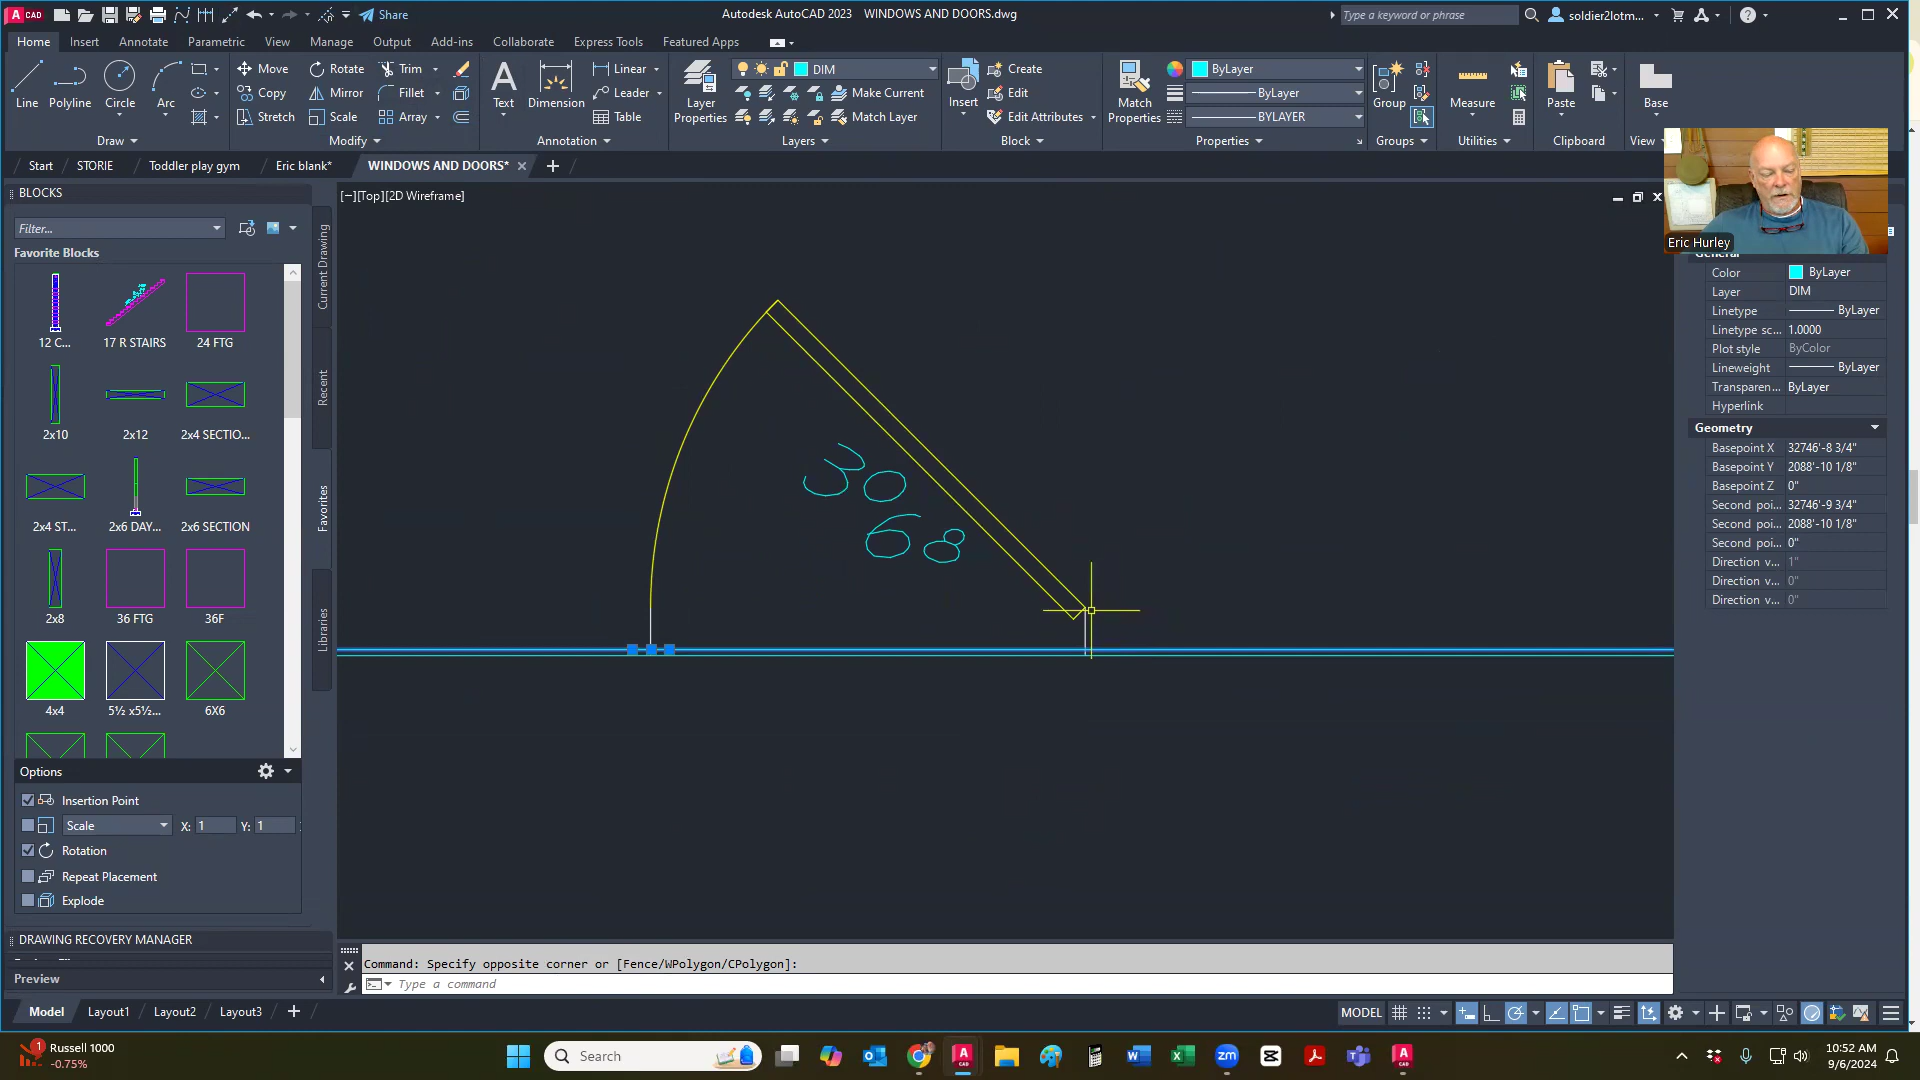 A CAD
Share
Autodesk AutoCAD 2023 WINDOWS AND DOORS.dwg
Type a keyword or phrase
soldier2lotm...
Home Insert Annotate Parametric View Manage Output Add-ins Collaborate Express Tools Featured Apps
Line Polyline Circle Arc
Move Rotate Trim
Copy Mirror Fillet
Stretch Scale Array
Text Dimension
Linear
Leader
Table
Layer Properties
DIM
Make Current
Match Layer
Insert
Create
Edit
Edit Attributes
Match Properties
ByLayer
ByLayer
BYLAYER
Group
Measure
Paste
Base
Draw Modify Annotation Layers Block Properties Groups Utilities Clipboard View
Start STORIE Toddler play gym Eric blank* WINDOWS AND DOORS*
BLOCKS
Filter...
Favorite Blocks
12 C... 17 R STAIRS 24 FTG
2x10 2x12 2x4 SECTIO...
2x4 ST... 2x6 DAY... 2x6 SECTION
2x8 36 FTG 36F
4x4 5½ x5½... 6X6
Current Drawing
Recent
Favorites
Libraries
Options
Insertion Point
Scale X: 1 Y: 1
Rotation
Repeat Placement
Explode
DRAWING RECOVERY MANAGER
Preview
[−][Top][2D Wireframe]
30
68
Eric Hurley
General
Color ByLayer
Layer DIM
Linetype ByLayer
Linetype sc... 1.0000
Plot style ByColor
Lineweight ByLayer
Transparen... ByLayer
Hyperlink
Geometry
Basepoint X 32746'-8 3/4"
Basepoint Y 2088'-10 1/8"
Basepoint Z 0"
Second poi... 32746'-9 3/4"
Second poi... 2088'-10 1/8"
Second poi... 0"
Direction v... 1"
Direction v... 0"
Direction v... 0"
Command: Specify opposite corner or [Fence/WPolygon/CPolygon]:
Type a command
Model Layout1 Layout2 Layout3
MODEL
1
Russell 1000
-0.75%
Search
10:52 AM
9/6/2024